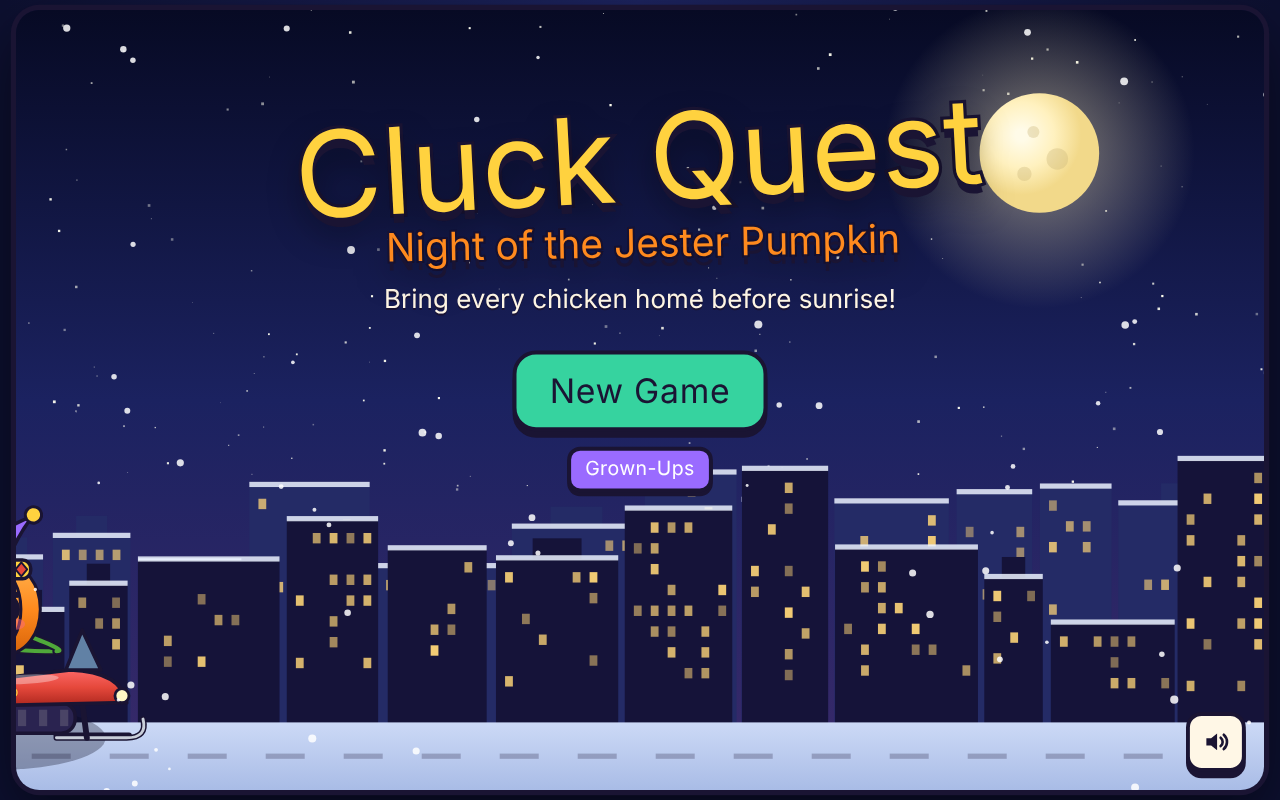 Cluck Quest
Night of the Jester Pumpkin
Bring every chicken home before sunrise!
New Game
Grown-Ups